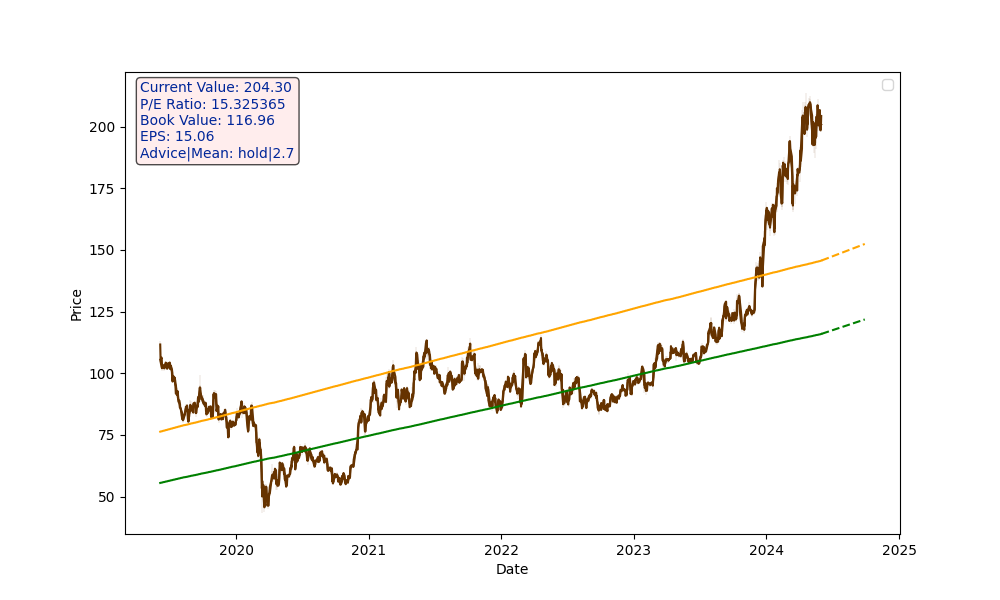 Current Value: 204.30
P/E Ratio: 15.325365
Book Value: 116.96
EPS: 15.06
Advice|Mean: hold|2.7
200
175
150
125
100
75
50
Price
2020 2021 2022 2023 2024 2025
Date